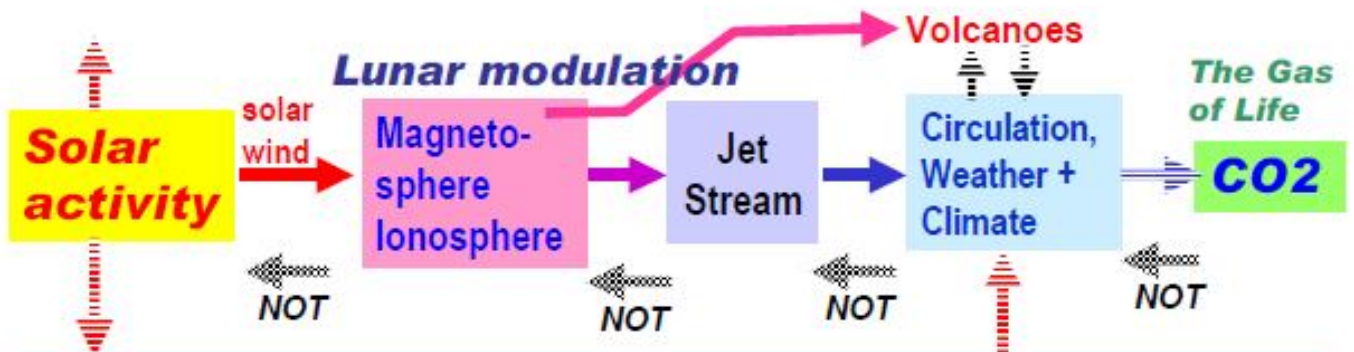 Volcanoes
Lunar modulation
The Gas
of Life
Solar
activity
solar
wind
Magneto-
sphere
Ionosphere
Jet
Stream
Circulation,
Weather +
Climate
CO2
NOT
NOT
NOT
NOT